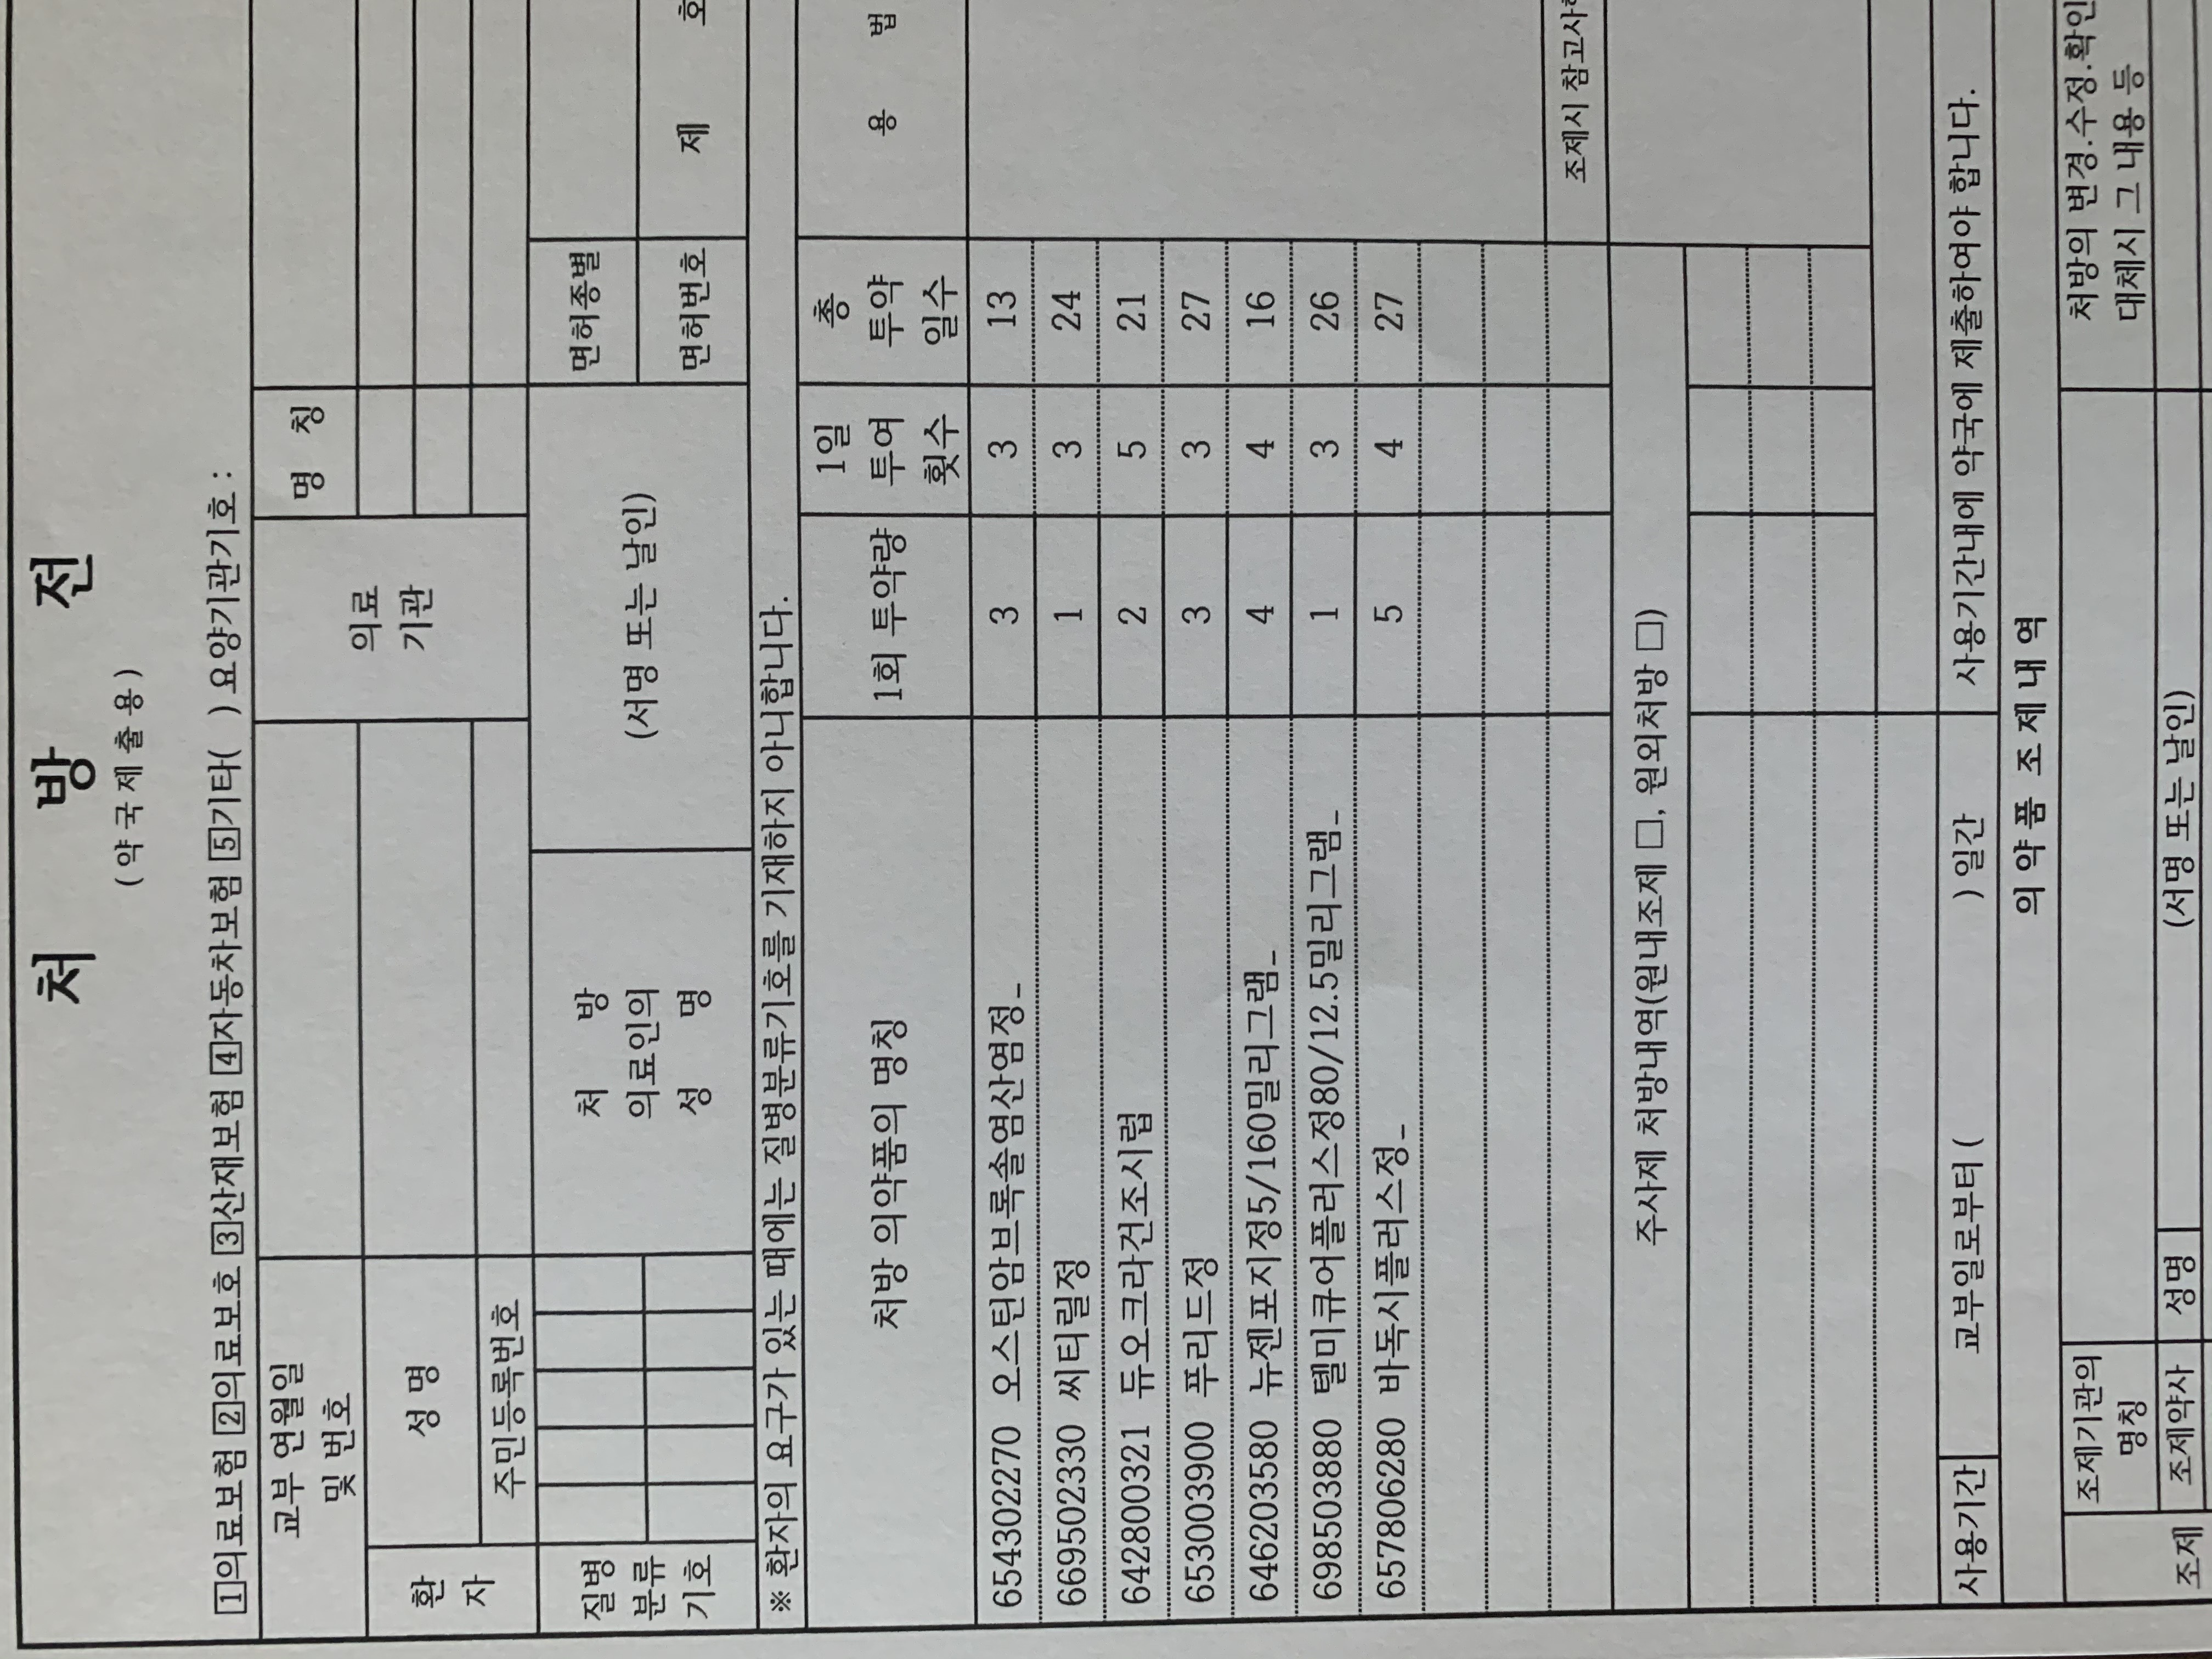 처 방 전
(약국제출용)
1의료보험 2의료보호 3산재보험 4자동차보험 5기타( ) 요양기관기호 :
교부 연월일
및 번호
의료
기관
명 칭
환
자
성 명
주민등록번호
질병
분류
기호
처 방
의료인의
성 명
(서명 또는 날인)
면허종별
면허번호
제 호
※ 환자의 요구가 있는 때에는 질병분류기호를 기재하지 아니합니다.
처방 의약품의 명칭
1회 투약량
1일
투여
횟수
총
투약
일수
용 법
654302270 오스틴암브록솔염산염정_ 3 3 13
669502330 씨티릴정 1 3 24
642800321 듀오크라건조시럽 2 5 21
653003900 푸리드정 3 3 27
646203580 뉴젠포지정5/160밀리그램_ 4 4 16
698503880 텔미큐어플러스정80/12.5밀리그램_ 1 3 26
657806280 바독시플러스정_ 5 4 27
조제시 참고사
주사제 처방내역(원내조제 □, 원외처방 □)
사용기간 교부일로부터 ( ) 일간 사용기간내에 약국에 제출하여야 합니다.
의약품 조제내역
조제
조제기관의
명칭
처방의 변경.수정.확인
대체시 그 내용 등
조제약사 성명 (서명 또는 날인)